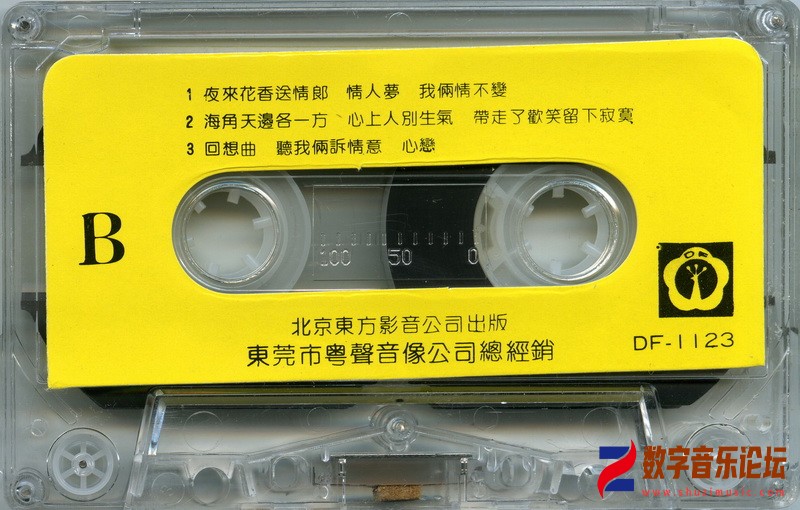 1 夜來花香送情郎 情人夢 我倆情不變
2 海角天邊各一方 心上人別生氣 帶走了歡笑留下寂寞
3 回想曲 聽我倆訴情意 心戀
B
100 50 0
DF
北京東方影音公司出版
東莞市粵聲音像公司總經銷
DF-1123
数字音乐论坛